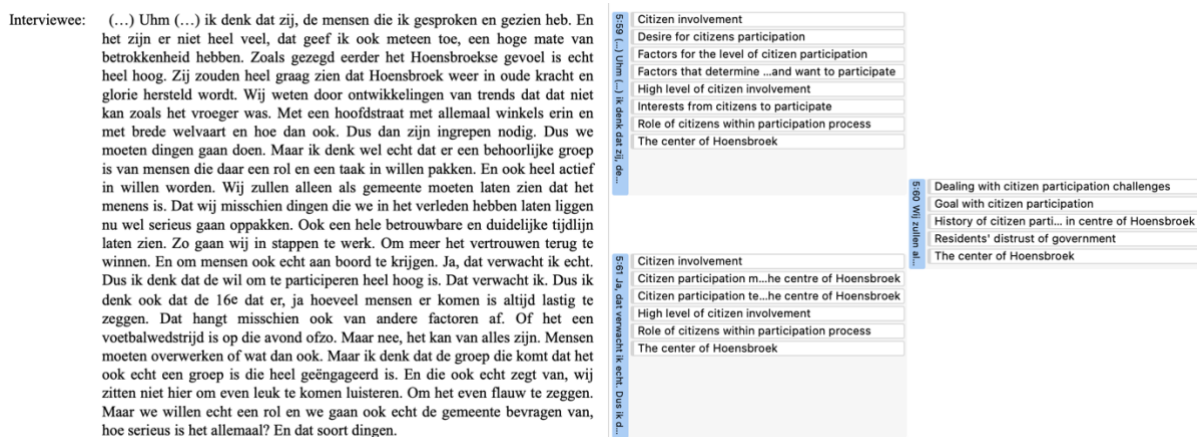 Interviewee: (…) Uhm (…) ik denk dat zij, de mensen die ik gesproken en gezien heb. En
het zijn er niet heel veel, dat geef ik ook meteen toe, een hoge mate van
betrokkenheid hebben. Zoals gezegd eerder het Hoensbroekse gevoel is echt
heel hoog. Zij zouden heel graag zien dat Hoensbroek weer in oude kracht en
glorie hersteld wordt. Wij weten door ontwikkelingen van trends dat dat niet
kan zoals het vroeger was. Met een hoofdstraat met allemaal winkels erin en
met brede welvaart en hoe dan ook. Dus dan zijn ingrepen nodig. Dus we
moeten dingen gaan doen. Maar ik denk wel echt dat er een behoorlijke groep
is van mensen die daar een rol en een taak in willen pakken. En ook heel actief
in willen worden. Wij zullen alleen als gemeente moeten laten zien dat het
menens is. Dat wij misschien dingen die we in het verleden hebben laten liggen
nu wel serieus gaan oppakken. Ook een hele betrouwbare en duidelijke tijdlijn
laten zien. Zo gaan wij in stappen te werk. Om meer het vertrouwen terug te
winnen. En om mensen ook echt aan boord te krijgen. Ja, dat verwacht ik echt.
Dus ik denk dat de wil om te participeren heel hoog is. Dat verwacht ik. Dus ik
denk ook dat de 16e dat er, ja hoeveel mensen er komen is altijd lastig te
zeggen. Dat hangt misschien ook van andere factoren af. Of het een
voetbalwedstrijd is op die avond ofzo. Maar nee, het kan van alles zijn. Mensen
moeten overwerken of wat dan ook. Maar ik denk dat de groep die komt dat het
ook echt een groep is die heel geëngageerd is. En die ook echt zegt van, wij
zitten niet hier om even leuk te komen luisteren. Om het even flauw te zeggen.
Maar we willen echt een rol en we gaan ook echt de gemeente bevragen van,
hoe serieus is het allemaal? En dat soort dingen.
5:59 (...) Uhm (...) ik denk dat zij, de...
Citizen involvement
Desire for citizens participation
Factors for the level of citizen participation
Factors that determine ...and want to participate
High level of citizen involvement
Interests from citizens to participate
Role of citizens within participation process
The center of Hoensbroek
5:60 Wij zullen al...
Dealing with citizen participation challenges
Goal with citizen participation
History of citizen parti... in centre of Hoensbroek
Residents' distrust of government
The center of Hoensbroek
5:61 Ja, dat verwacht ik echt. Dus ik d...
Citizen involvement
Citizen participation m...he centre of Hoensbroek
Citizen participation te...he centre of Hoensbroek
High level of citizen involvement
Role of citizens within participation process
The center of Hoensbroek